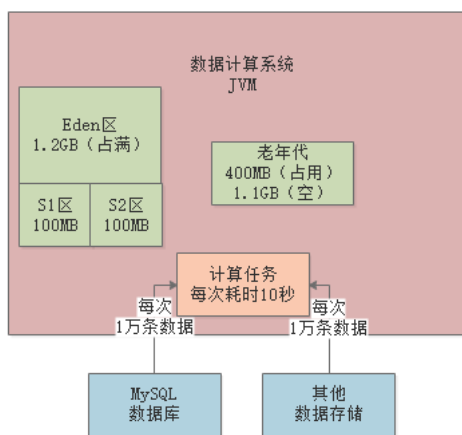 数据计算系统
JVM
Eden区
1.2GB（占满）
S1区
100MB
S2区
100MB
老年代
400MB（占用）
1.1GB（空）
计算任务
每次耗时10秒
每次
1万条数据
每次
1万条数据
MySQL
数据库
其他
数据存储